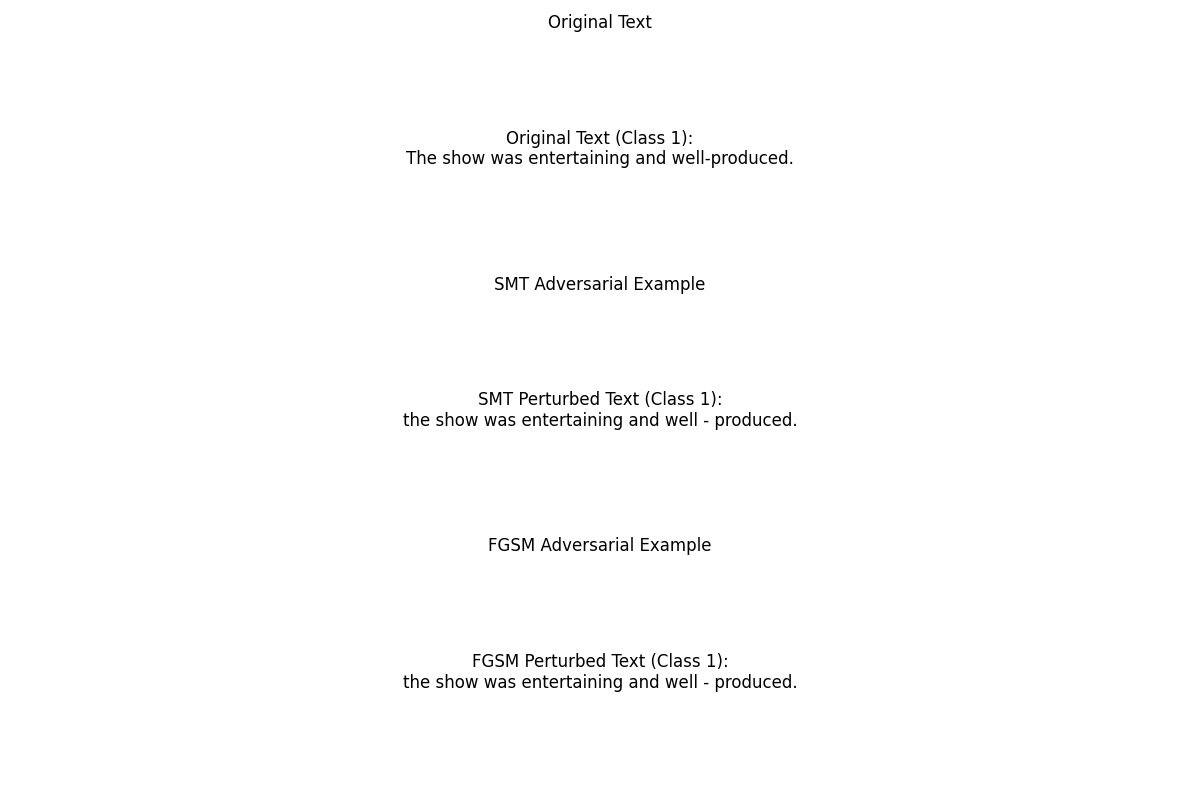 Original Text
Original Text (Class 1):
The show was entertaining and well-produced.
SMT Adversarial Example
SMT Perturbed Text (Class 1):
the show was entertaining and well - produced.
FGSM Adversarial Example
FGSM Perturbed Text (Class 1):
the show was entertaining and well - produced.